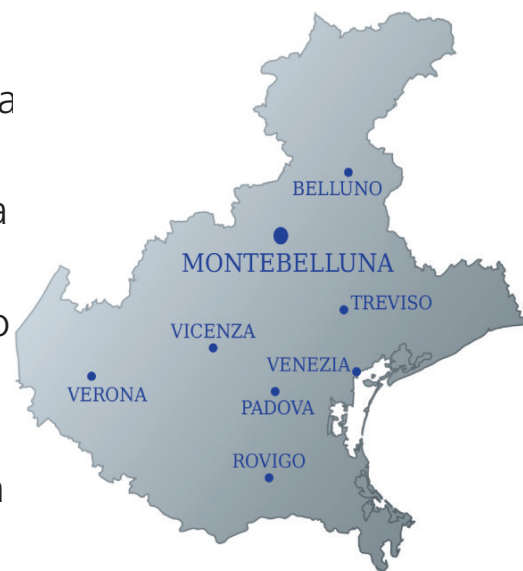 a
BELLUNO
a
MONTEBELLUNA
TREVISO
o
VICENZA
VENEZIA
VERONA
PADOVA
ROVIGO
a